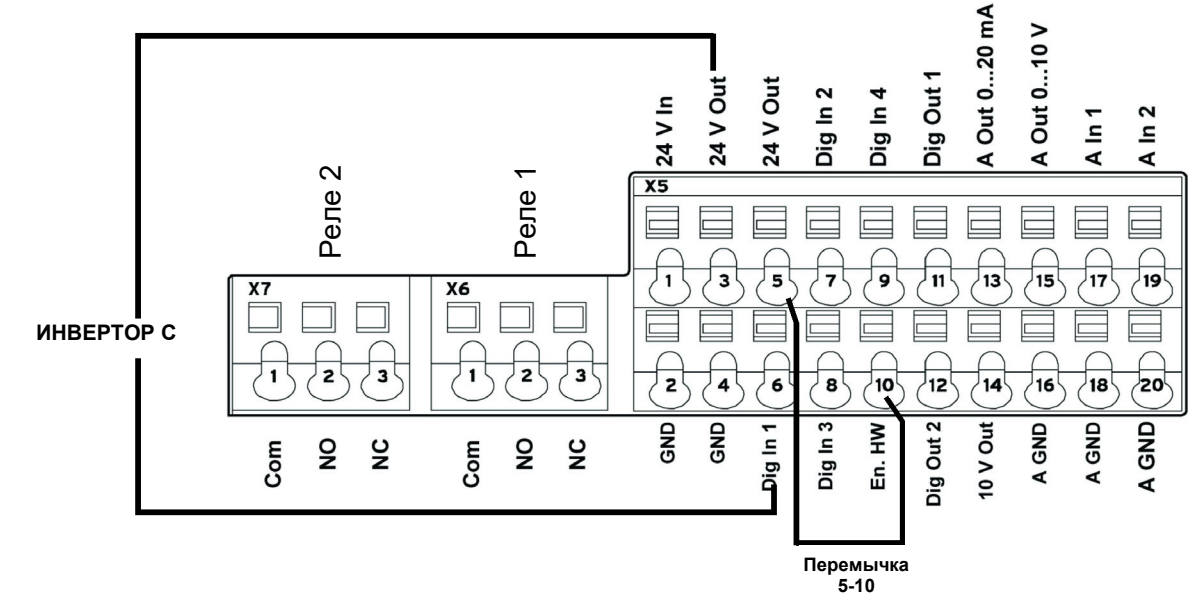 24 V In
24 V Out
24 V Out
Dig In 2
Dig In 4
Dig Out 1
A Out 0...20 mA
A Out 0...10 V
A In 1
A In 2
Реле 2
Реле 1
X5
1 3 5 7 9 11 13 15 17 19
X7
X6
ИНВЕРТОР С
1 2 3
1 2 3
2 4 6 8 10 12 14 16 18 20
Com
NO
NC
Com
NO
NC
GND
GND
Dig In 1
Dig In 3
En. HW
Dig Out 2
10 V Out
A GND
A GND
A GND
Перемычка
5-10